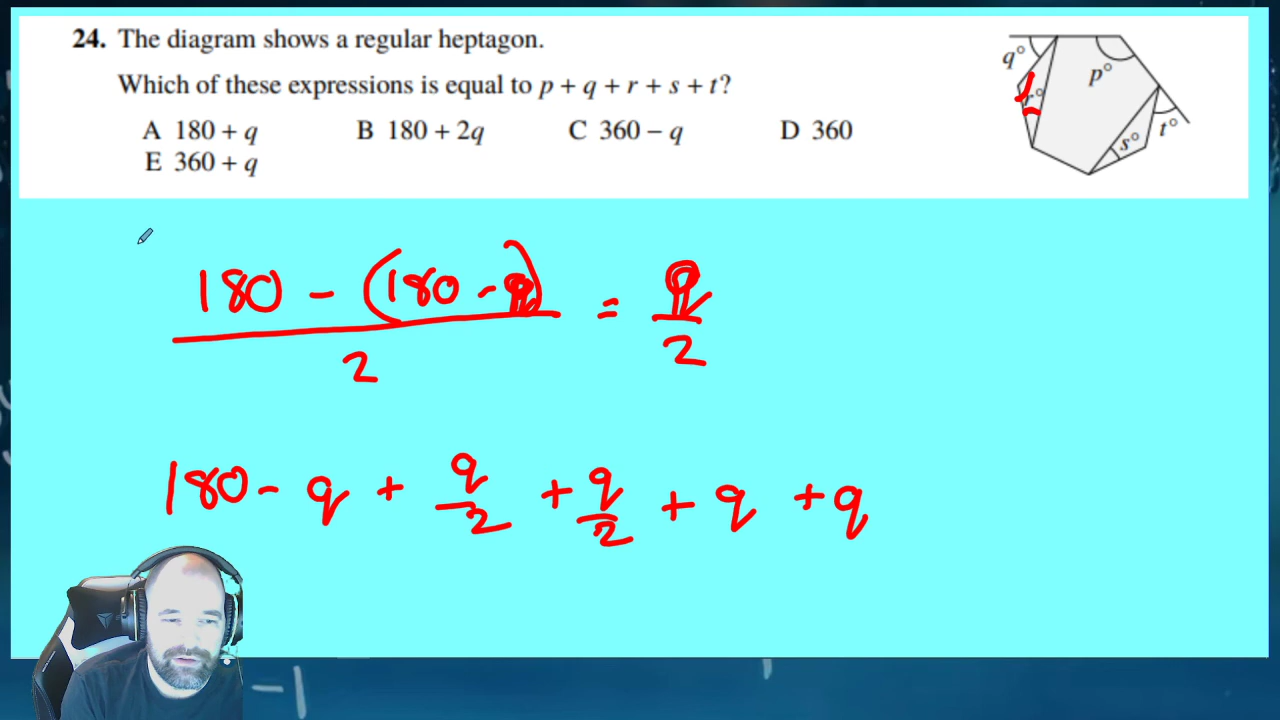 24. The diagram shows a regular heptagon.
Which of these expressions is equal to p + q + r + s + t?
A 180 + q B 180 + 2q C 360 − q D 360
E 360 + q
q° p° r° s° t°
180 - (180 - q) / 2 = q / 2
180 - q + q/2 + q/2 + q + q
-1